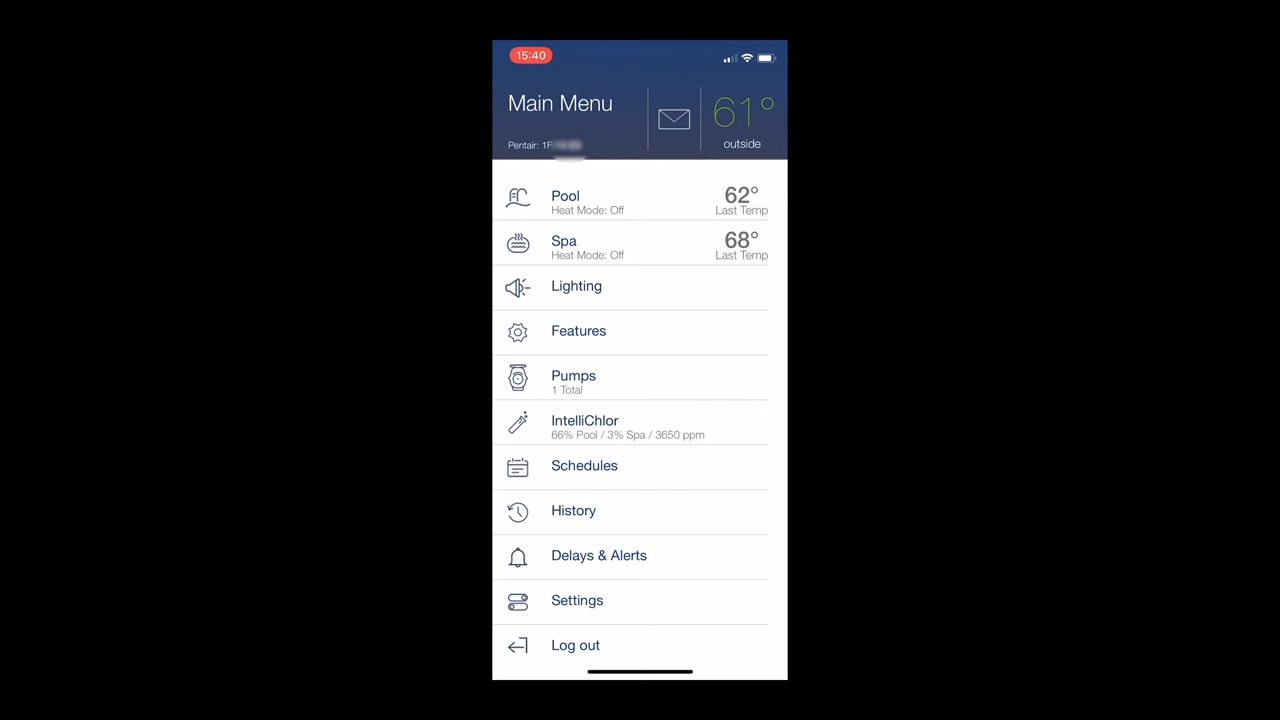 15:40
Main Menu
61°
outside
Pentair:
Pool
Heat Mode: Off
62°
Last Temp
Spa
Heat Mode: Off
68°
Last Temp
Lighting
Features
Pumps
1 Total
IntelliChlor
66% Pool / 3% Spa / 3650 ppm
Schedules
History
Delays & Alerts
Settings
Log out